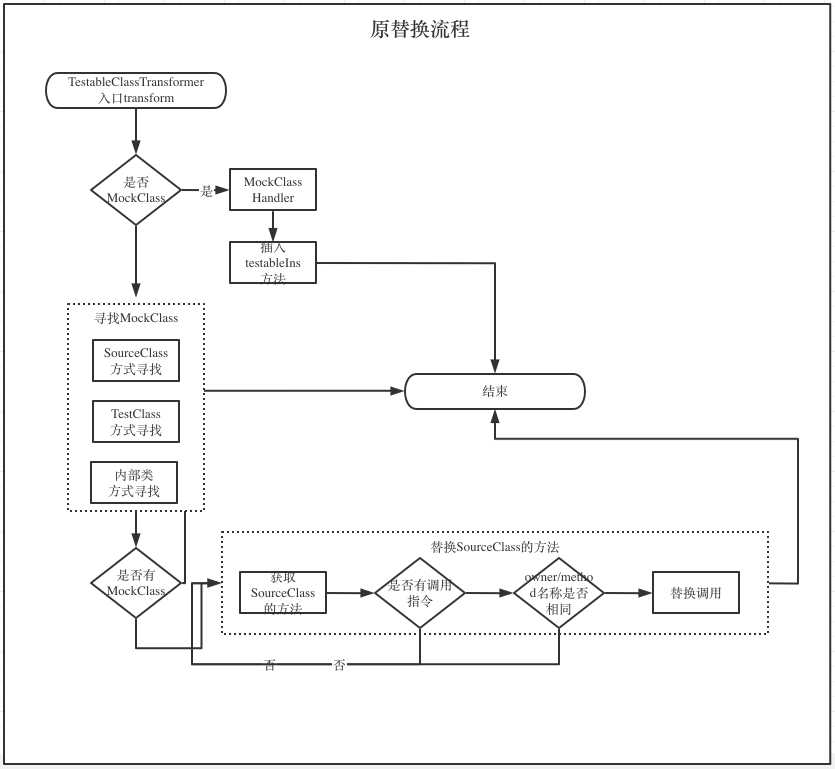 原替换流程
TestableClassTransformer
入口transform
是否
MockClass
是
MockClass
Handler
插入
testableIns
方法
寻找MockClass
SourceClass
方式寻找
TestClass
方式寻找
内部类
方式寻找
结束
是否有
MockClass
替换SourceClass的方法
获取
SourceClass
的方法
是否有调用
指令
owner/metho
d名称是否
相同
替换调用
否
否